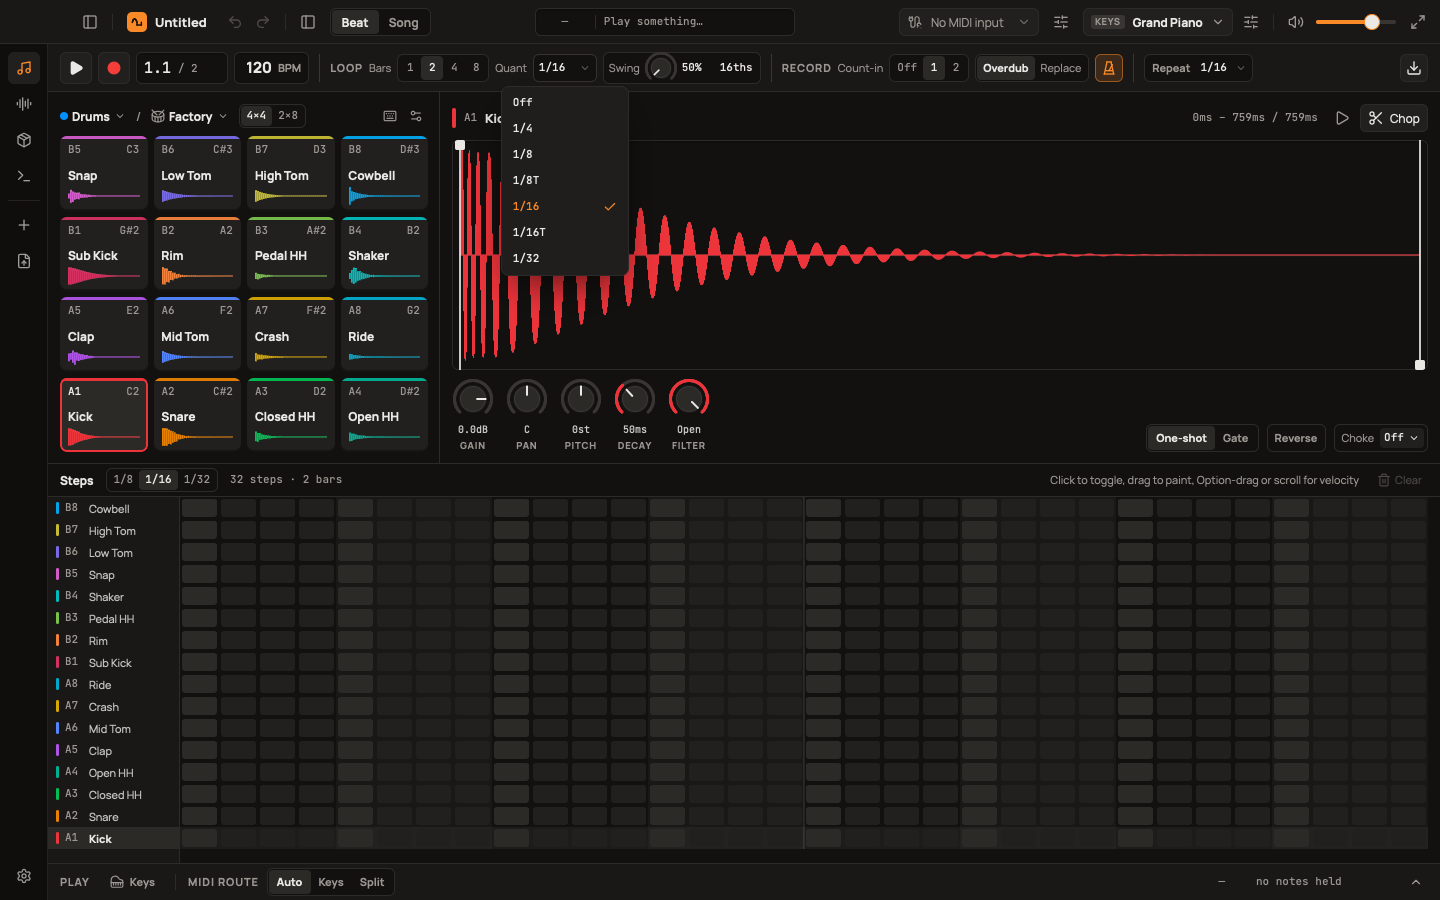 Untitled
Beat Song
– Play something…
No MIDI input
KEYS Grand Piano
1.1 / 2
120 BPM
LOOP Bars 1 2 4 8
Quant 1/16
Swing 50% 16ths
RECORD Count-in Off 1 2
Overdub Replace
Repeat 1/16
Off
1/4
1/8
1/8T
1/16
1/16T
1/32
Drums / Factory 4×4 2×8
B5 C3 B6 C#3 B7 D3 B8 D#3
Snap Low Tom High Tom Cowbell
B1 G#2 B2 A2 B3 A#2 B4 B2
Sub Kick Rim Pedal HH Shaker
A5 E2 A6 F2 A7 F#2 A8 G2
Clap Mid Tom Crash Ride
A1 C2 A2 C#2 A3 D2 A4 D#2
Kick Snare Closed HH Open HH
A1
0ms – 759ms / 759ms
Chop
0.0dB C 0st 50ms Open
GAIN PAN PITCH DECAY FILTER
One-shot Gate
Reverse
Choke Off
Steps 1/8 1/16 1/32 32 steps · 2 bars
Click to toggle, drag to paint, Option-drag or scroll for velocity
Clear
B8 Cowbell
B7 High Tom
B6 Low Tom
B5 Snap
B4 Shaker
B3 Pedal HH
B2 Rim
B1 Sub Kick
A8 Ride
A7 Crash
A6 Mid Tom
A5 Clap
A4 Open HH
A3 Closed HH
A2 Snare
A1 Kick
PLAY Keys MIDI ROUTE Auto Keys Split
– no notes held